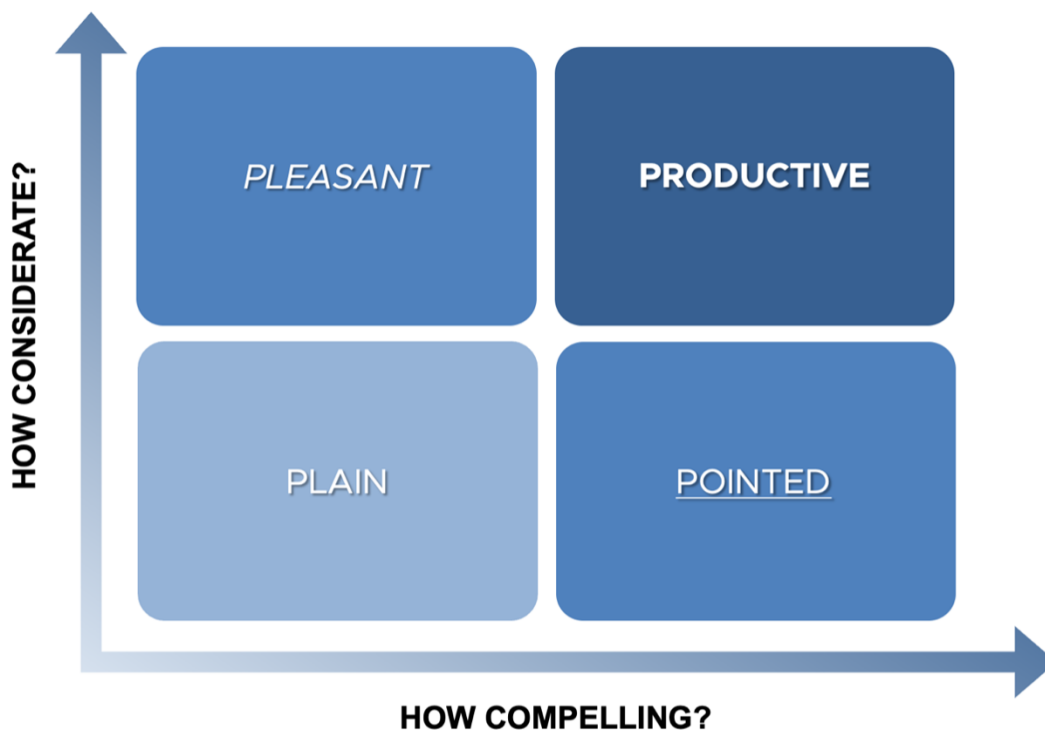 HOW CONSIDERATE?
PLEASANT
PRODUCTIVE
PLAIN
POINTED
HOW COMPELLING?